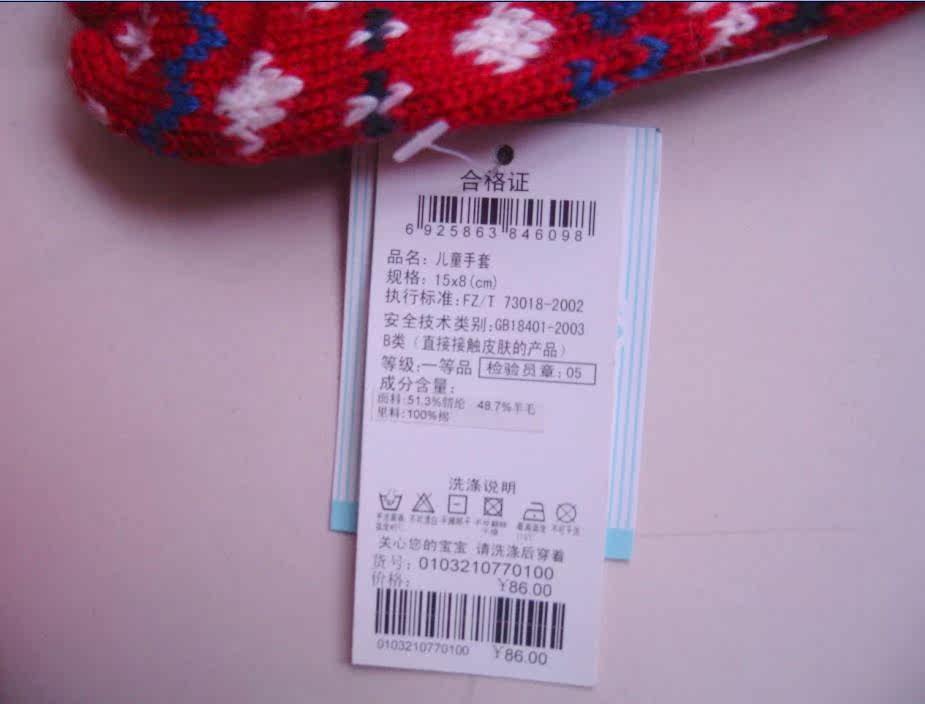 合格证
6 925863 846098
品名：儿童手套
规格：15x8(cm)
执行标准:FZ/T 73018-2002
安全技术类别:GB18401-2003
B类（直接接触皮肤的产品）
等级:一等品 检验员章:05
成分含量:
面料:51.3%腈纶 48.7%羊毛
里料:100%棉
洗涤说明
关心您的宝宝 请洗涤后穿着
货号：0103210770100
价格： ¥86.00
0103210770100 ¥86.00